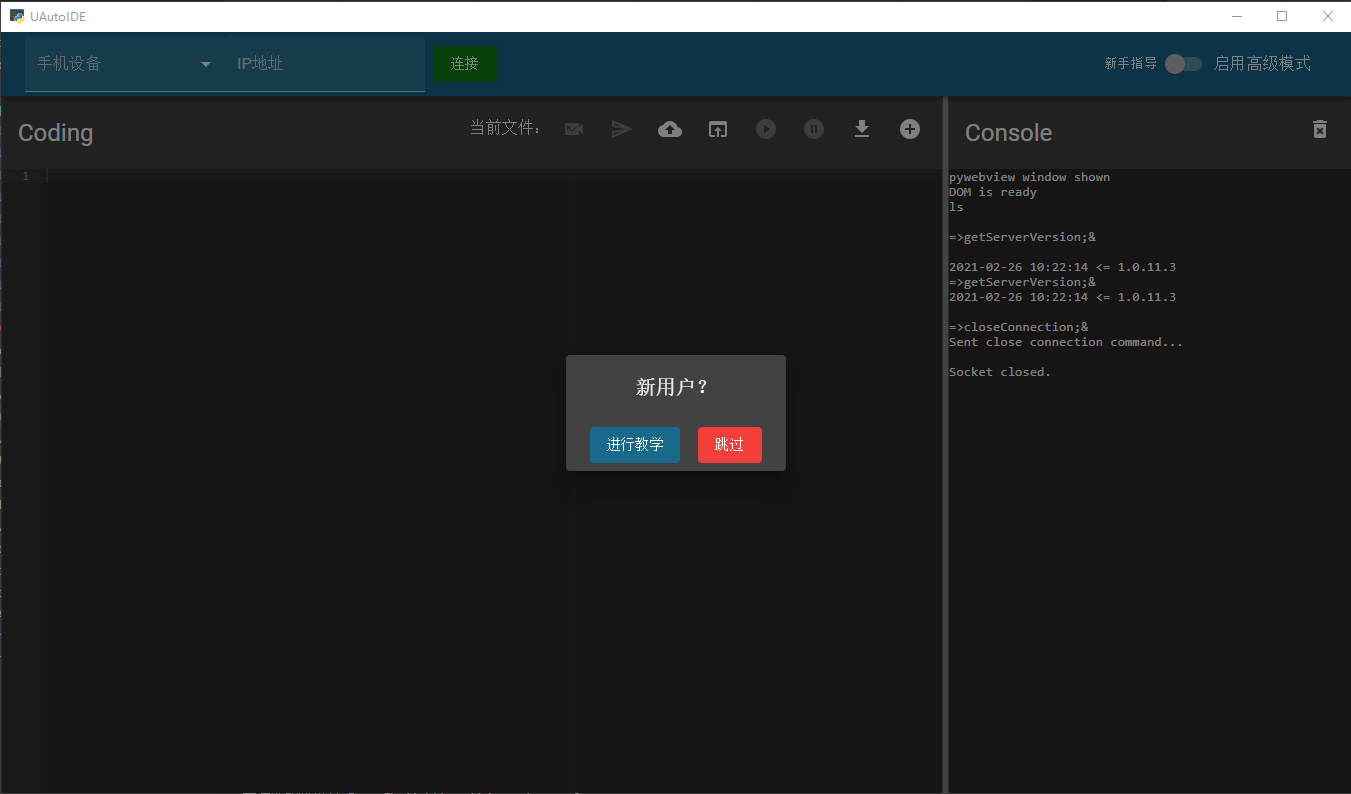 UAutoIDE
手机设备 IP地址 连接 新手指导 启用高级模式
Coding 当前文件：
Console
1
pywebview window shown
DOM is ready
ls
=>getServerVersion;&
2021-02-26 10:22:14 <= 1.0.11.3
=>getServerVersion;&
2021-02-26 10:22:14 <= 1.0.11.3
=>closeConnection;&
Sent close connection command...
Socket closed.
新用户？
进行教学 跳过